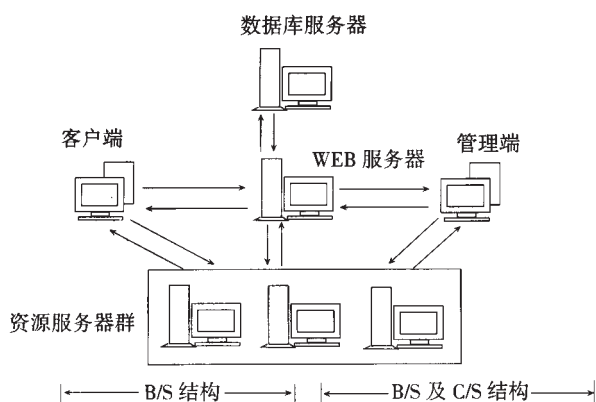 数据库服务器
客户端
WEB 服务器
管理端
资源服务器群
B/S 结构
B/S 及 C/S 结构